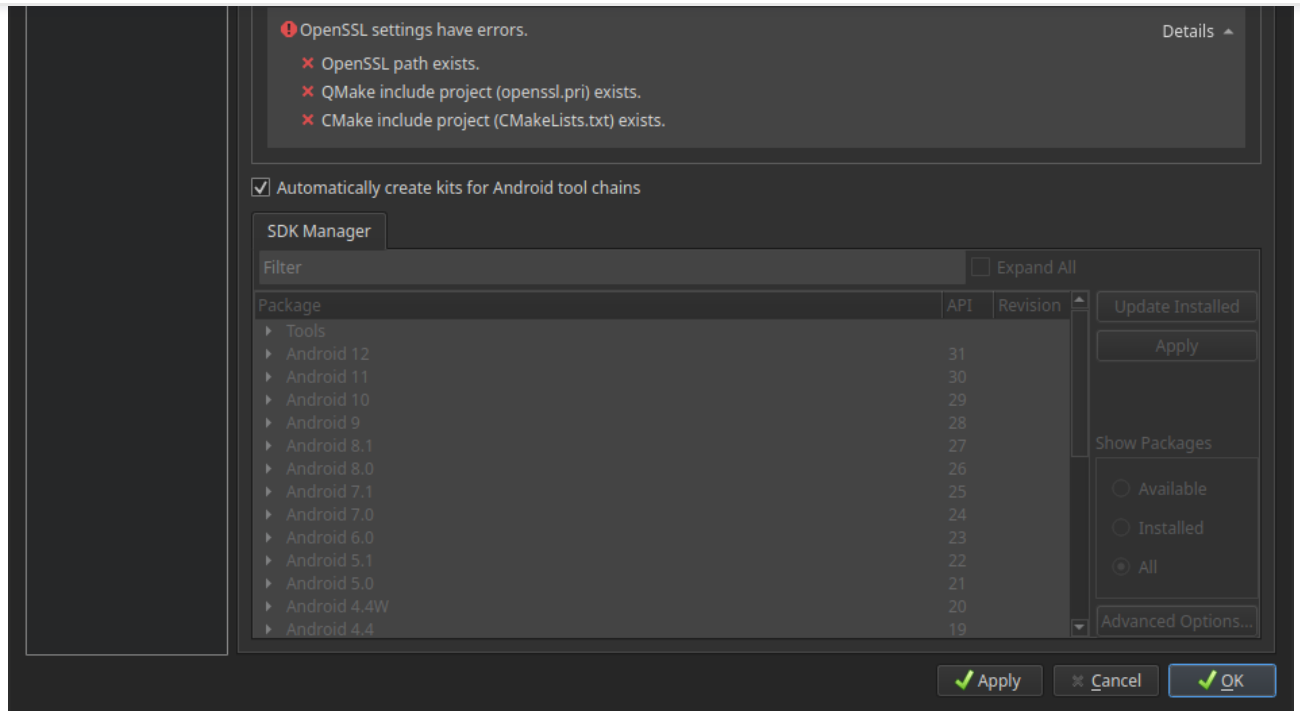 OpenSSL settings have errors. Details
OpenSSL path exists.
QMake include project (openssl.pri) exists.
CMake include project (CMakeLists.txt) exists.
Automatically create kits for Android tool chains
SDK Manager
Filter Expand All
Package API Revision Update Installed
Tools
Android 12 31 Apply
Android 11 30
Android 10 29
Android 9 28
Android 8.1 27 Show Packages
Android 8.0 26
Android 7.1 25 Available
Android 7.0 24
Android 6.0 23 Installed
Android 5.1 22 All
Android 5.0 21
Android 4.4W 20 Advanced Options...
Android 4.4 19
Apply Cancel OK